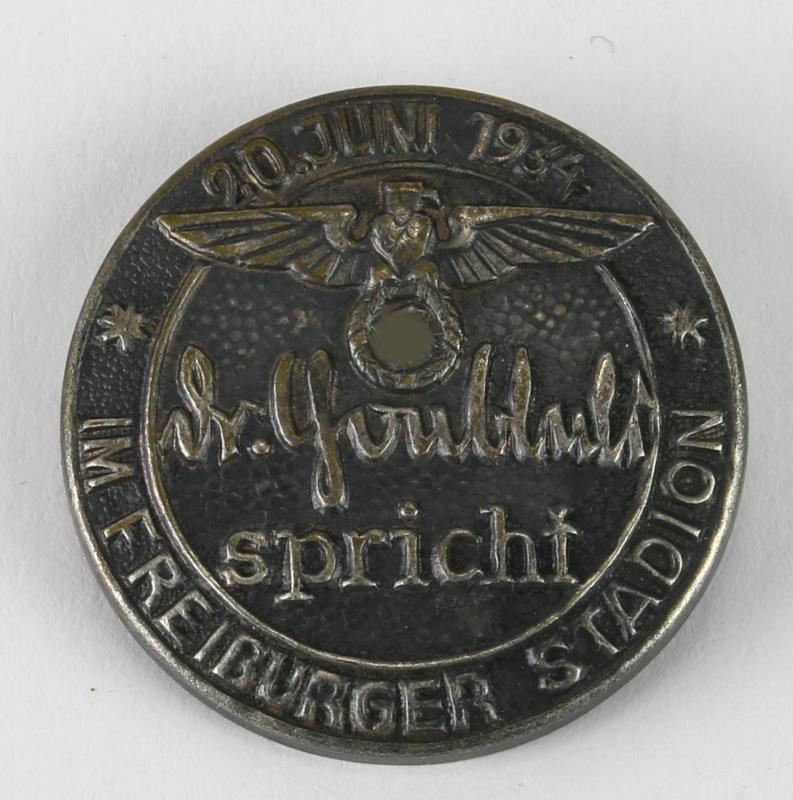 20. JUNI 1934
Dr. Goebbels
spricht
IM FREIBURGER STADION